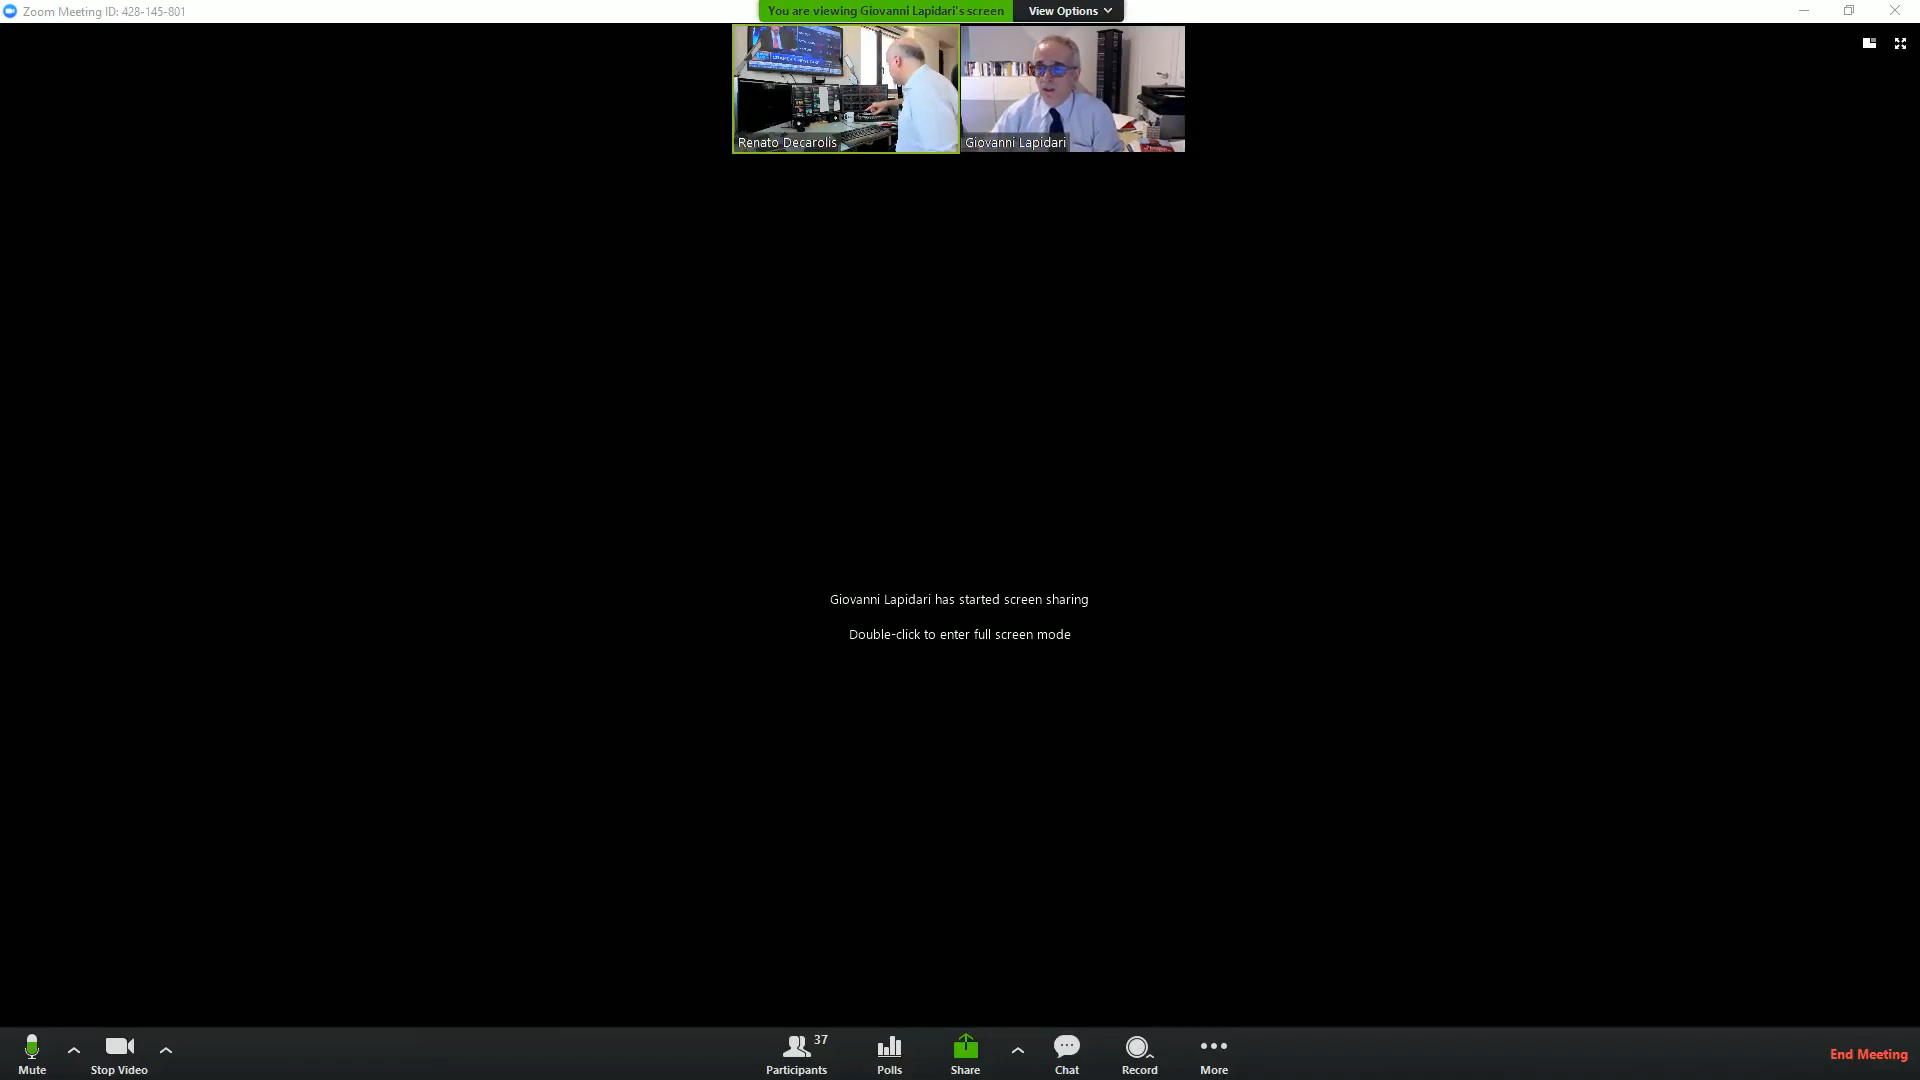 Zoom Meeting ID: 428-145-801
You are viewing Giovanni Lapidari's screen
View Options
Renato Decarolis
Giovanni Lapidari
Giovanni Lapidari has started screen sharing
Double-click to enter full screen mode
Mute
Stop Video
37
Participants
Polls
Share
Chat
Record
More
End Meeting